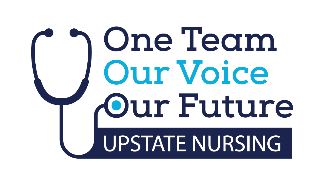 One Team
Our Voice
Our Future
UPSTATE NURSING